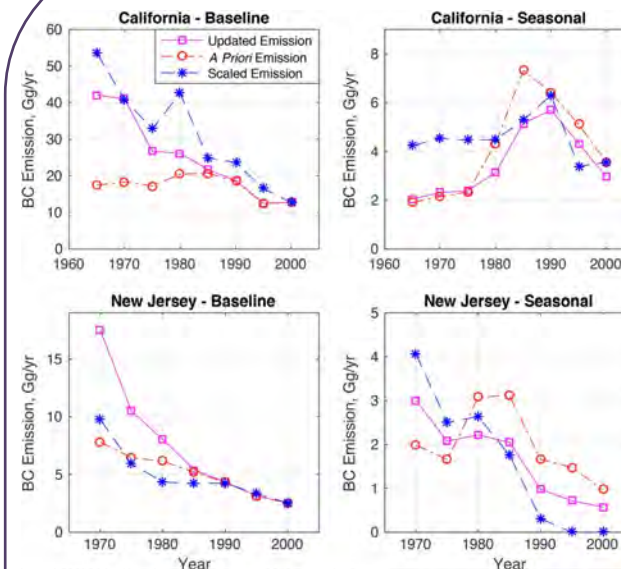 California - Baseline
BC Emission, Gg/yr
60
50
40
30
20
10
0
1960 1970 1980 1990 2000
Updated Emission
A Priori Emission
Scaled Emission
California - Seasonal
BC Emission, Gg/yr
8
6
4
2
0
1960 1970 1980 1990 2000
New Jersey - Baseline
BC Emission, Gg/yr
15
10
5
0
1970 1980 1990 2000
Year
New Jersey - Seasonal
BC Emission, Gg/yr
5
4
3
2
1
0
1970 1980 1990 2000
Year